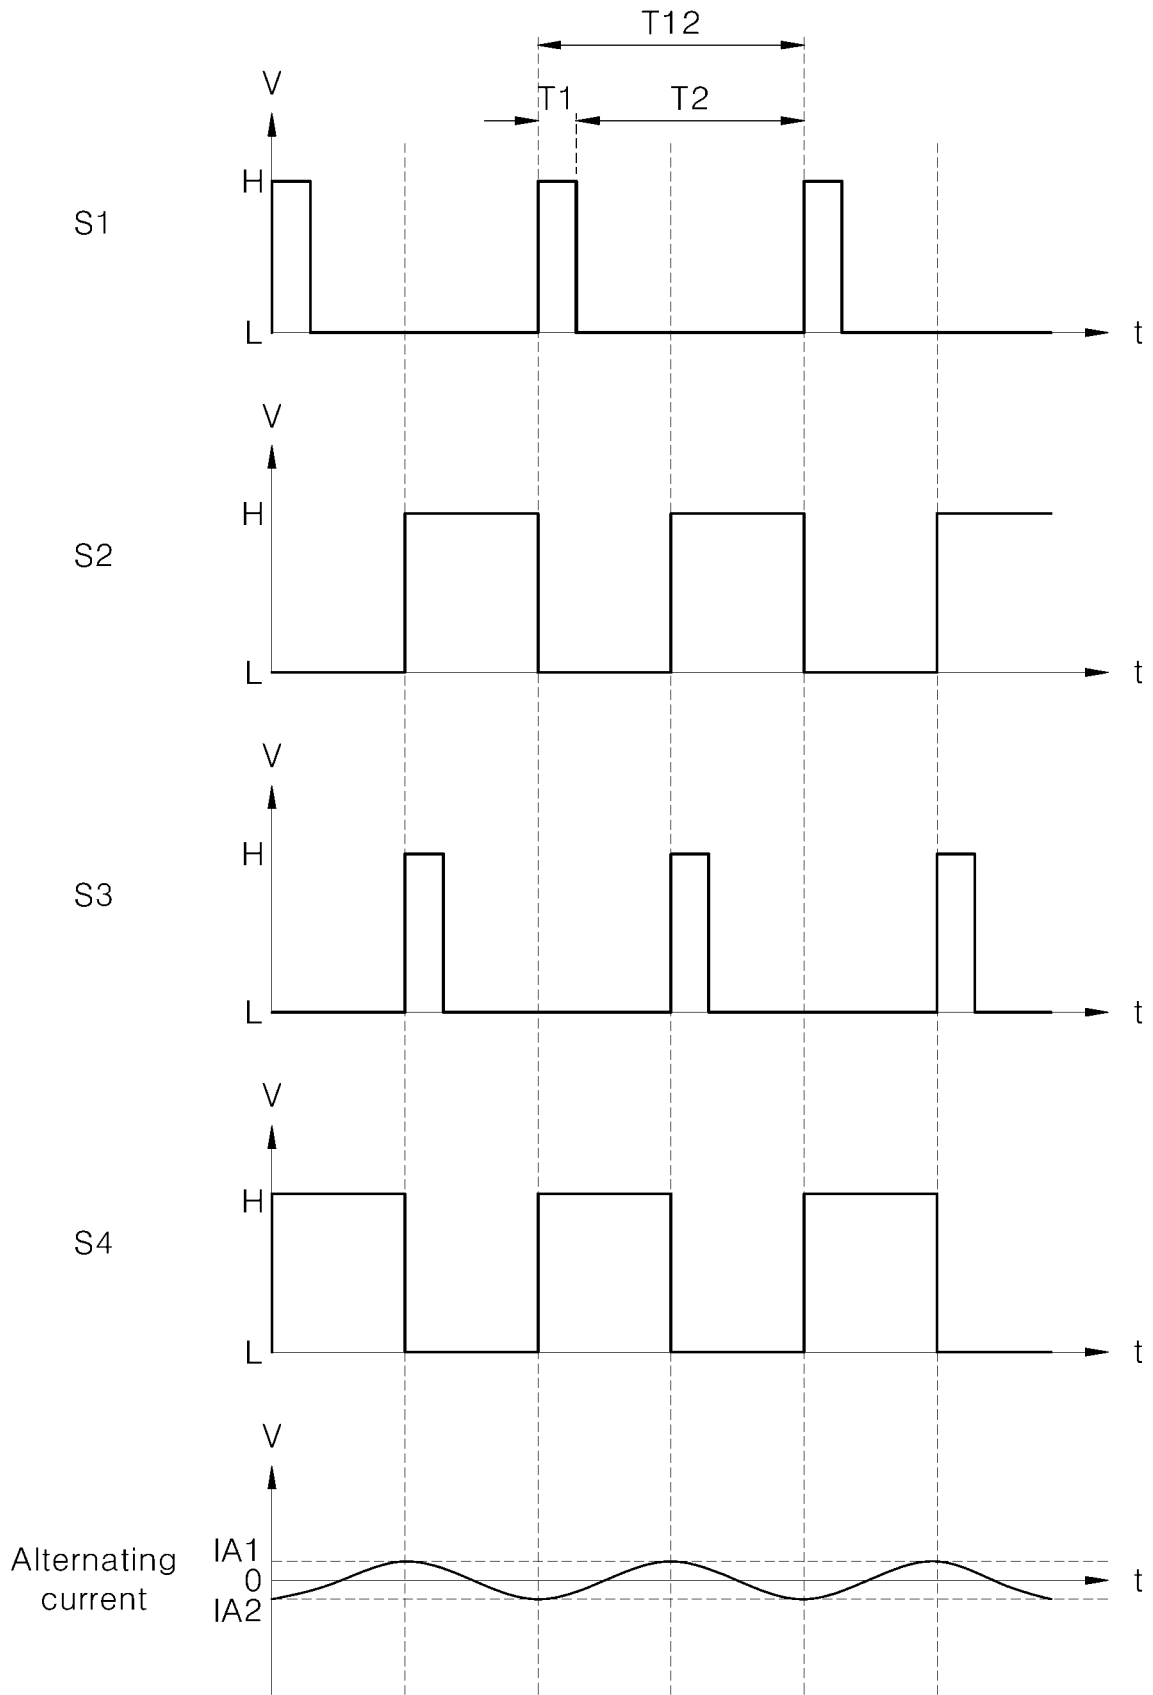 T12
T1
T2
V
H
S1
L
t
V
H
S2
L
t
V
H
S3
L
t
V
H
S4
L
t
V
IA1
Alternating
current
0
t
IA2